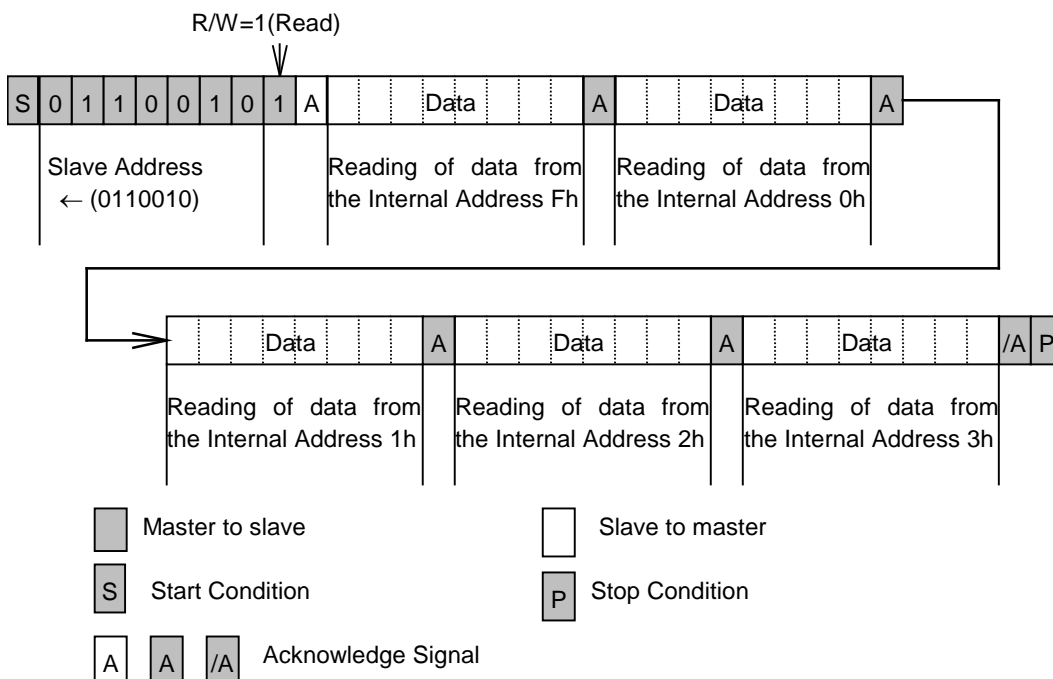 R/W=1(Read)
S 0 1 1 0 0 1 0 1 A Data A Data A
Slave Address
← (0110010)
Reading of data from
the Internal Address Fh
Reading of data from
the Internal Address 0h
Data A Data A Data /A P
Reading of data from
the Internal Address 1h
Reading of data from
the Internal Address 2h
Reading of data from
the Internal Address 3h
Master to slave
Slave to master
S Start Condition
P Stop Condition
A A /A Acknowledge Signal